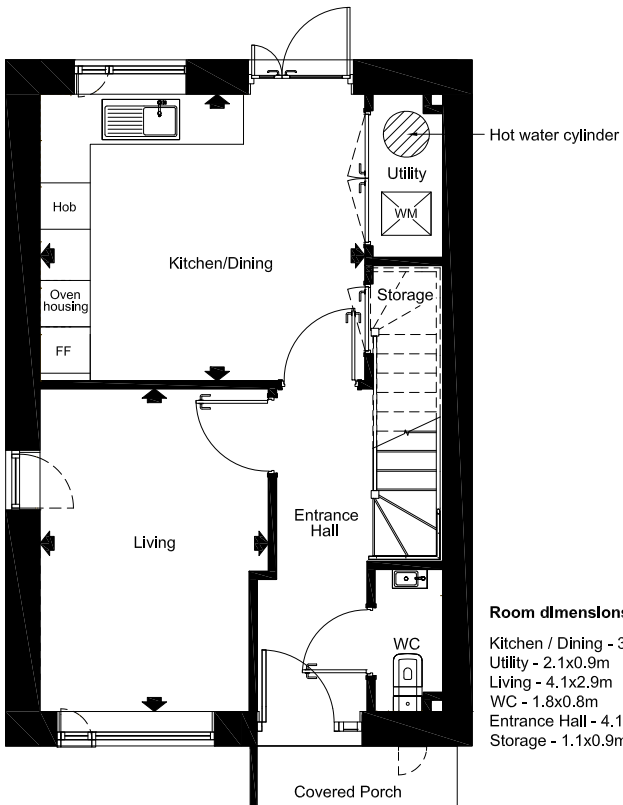 Hot water cylinder
Utility
WM
Hob
Kitchen/Dining
Oven
housing
Storage
FF
Entrance
Hall
Living
WC
Covered Porch
Room dimensions
Kitchen / Dining - 3
Utility - 2.1x0.9m
Living - 4.1x2.9m
WC - 1.8x0.8m
Entrance Hall - 4.1
Storage - 1.1x0.9m